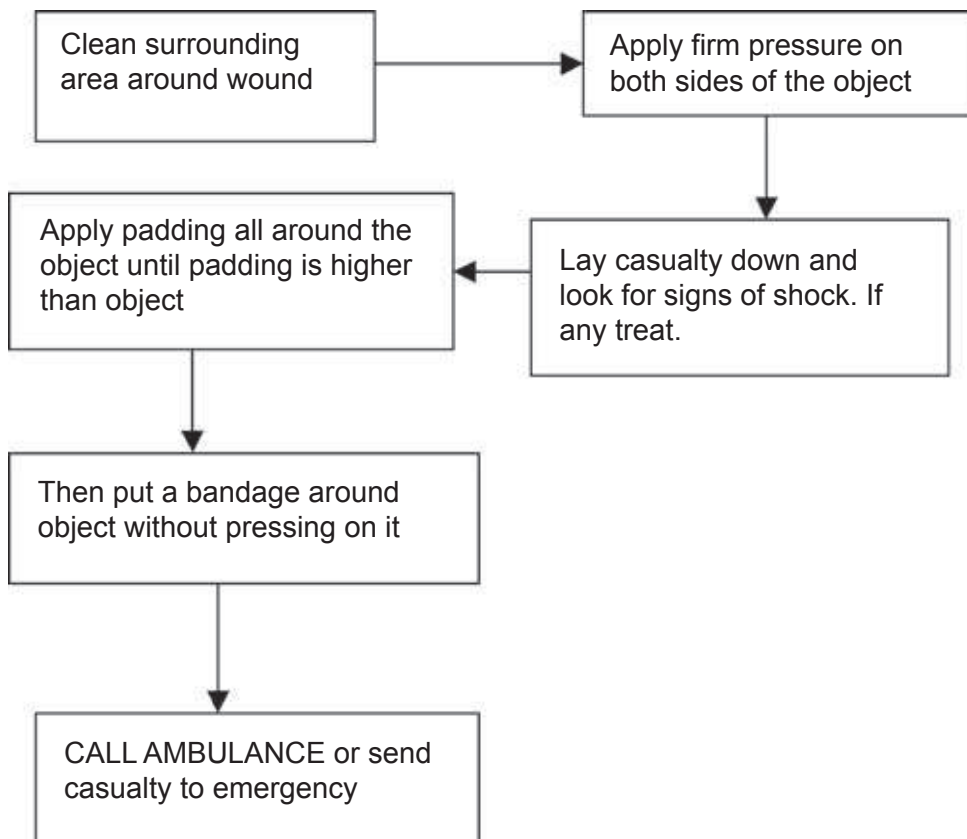 Clean surrounding
area around wound
Apply firm pressure on
both sides of the object
Lay casualty down and
look for signs of shock. If
any treat.
Apply padding all around the
object until padding is higher
than object
Then put a bandage around
object without pressing on it
CALL AMBULANCE or send
casualty to emergency